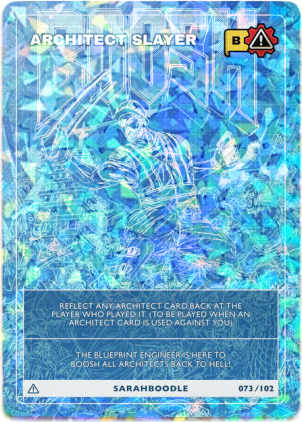 ARCHITECT SLAYER
B
BOOSH
REFLECT ANY ARCHITECT CARD BACK AT THE
PLAYER WHO PLAYED IT. (TO BE PLAYED WHEN AN
ARCHITECT CARD IS USED AGAINST YOU)
THE BLUEPRINT ENGINEER IS HERE TO
BOOSH ALL ARCHITECTS BACK TO HELL!
SARAHBOODLE
073/102